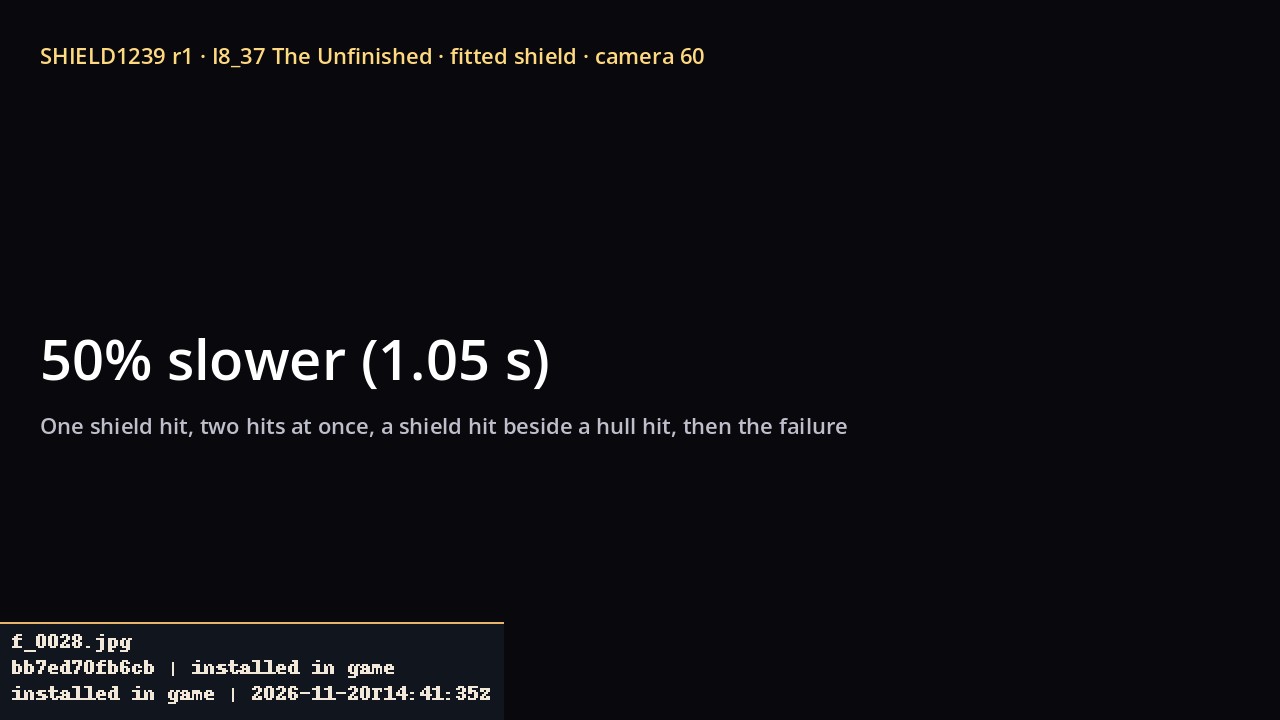 SHIELD1239 r1 · l8_37 The Unfinished · fitted shield · camera 60
50% slower (1.05 s)
One shield hit, two hits at once, a shield hit beside a hull hit, then the failure
f_0028.jpg
bb7ed70fb6cb | installed in game
installed in game | 2026-11-20T14:41:35Z